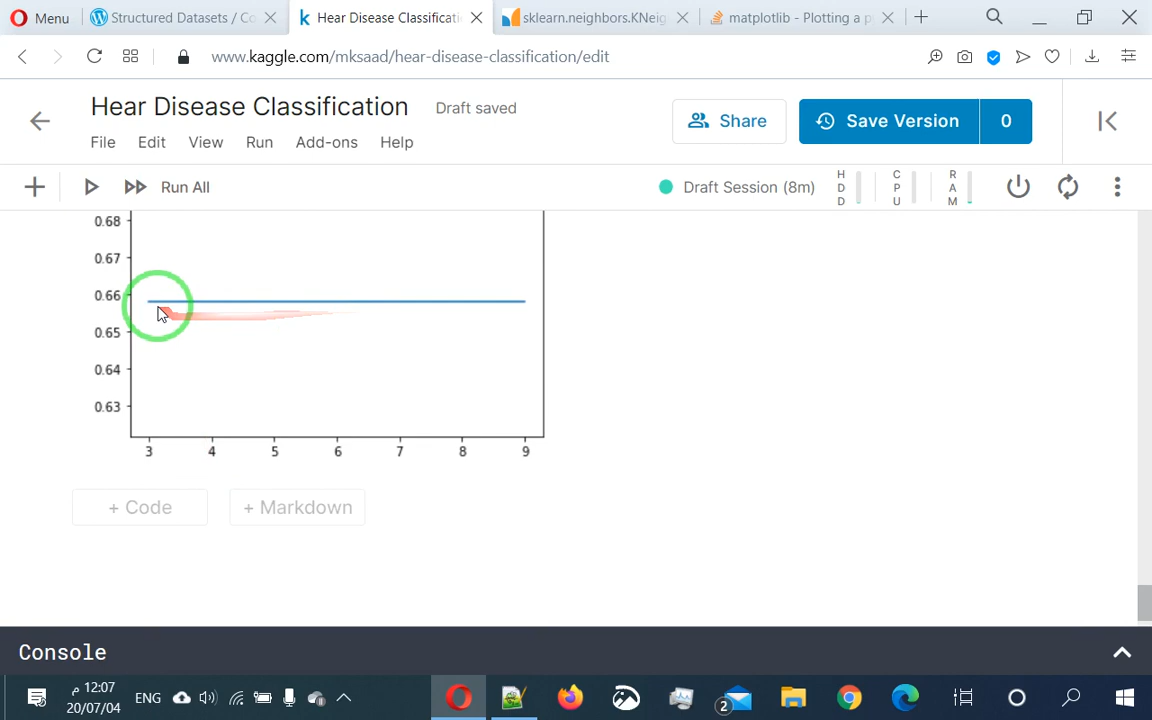 Menu
Structured Datasets / Co
Hear Disease Classificati
sklearn.neighbors.KNeig
matplotlib - Plotting a p
www.kaggle.com/mksaad/hear-disease-classification/edit
Hear Disease Classification
Draft saved
File
Edit
View
Run
Add-ons
Help
Share
Save Version
0
Run All
Draft Session (8m)
HDD
CPU
RAM
0.68
0.67
0.66
0.65
0.64
0.63
3 4 5 6 7 8 9
+ Code
+ Markdown
Console
12:07 م
20/07/04
ENG
2